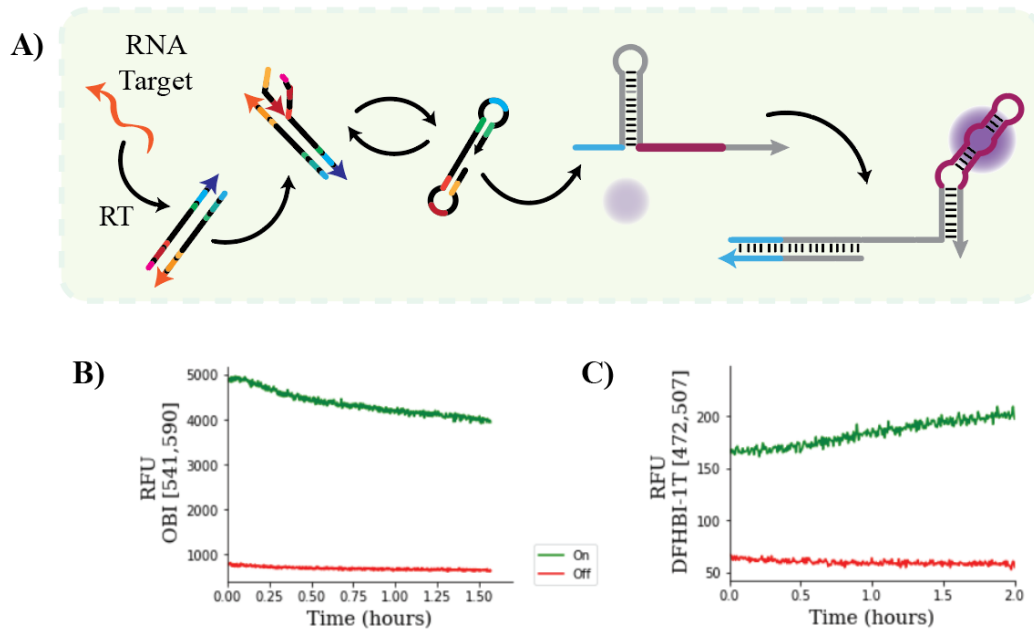 A)
RNA
Target
RT
B)
RFU
OBI [541,590]
5000
4000
3000
2000
1000
0.00 0.25 0.50 0.75 1.00 1.25 1.50
Time (hours)
On
Off
C)
RFU
DFHBI-1T [472,507]
200
150
100
50
0.0 0.5 1.0 1.5 2.0
Time (hours)